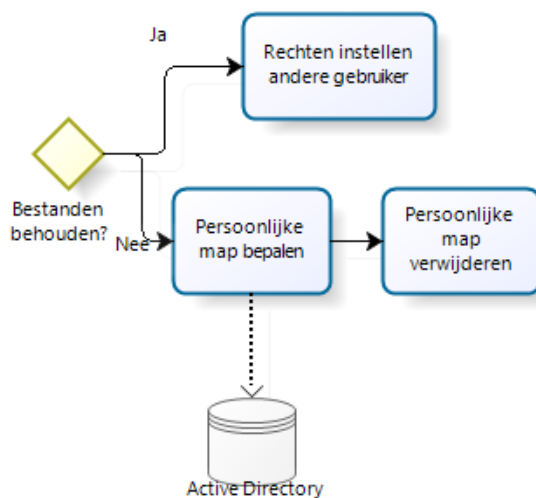 Ja
Rechten instellen
andere gebruiker
Bestanden
behouden?
Nee
Persoonlijke
map bepalen
Persoonlijke
map
verwijderen
Active Directory